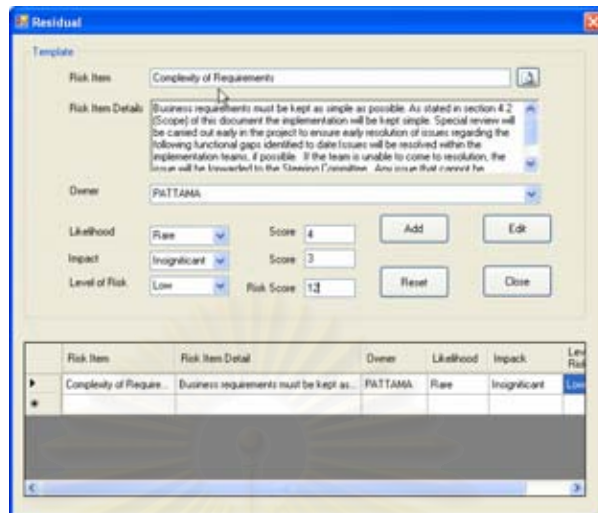 Residual
Template
Risk Item
Complexity of Requirements
Risk Item Details
Business requirements must be kept as simple as possible. As stated in section 4.2
(Scope) of this document the implementation will be kept simple. Special review will
be carried out early in the project to ensure early resolution of issues regarding the
following functional gaps identified to date:Issues will be resolved within the
implementation teams, if possible. If the team is unable to come to resolution, the
issue will be forwarded to the Steering Committee. Any issue that cannot be
Owner
PATTAMA
Likelihood Rare Score 4 Add Edit
Impact Insignificant Score 3
Level of Risk Low Risk Score 12 Reset Close
Risk Item Risk Item Detail Owner Likelihood Impack Lev
Risk
Complexity of Require... Business requirements must be kept as... PATTAMA Rare Insignificant Low